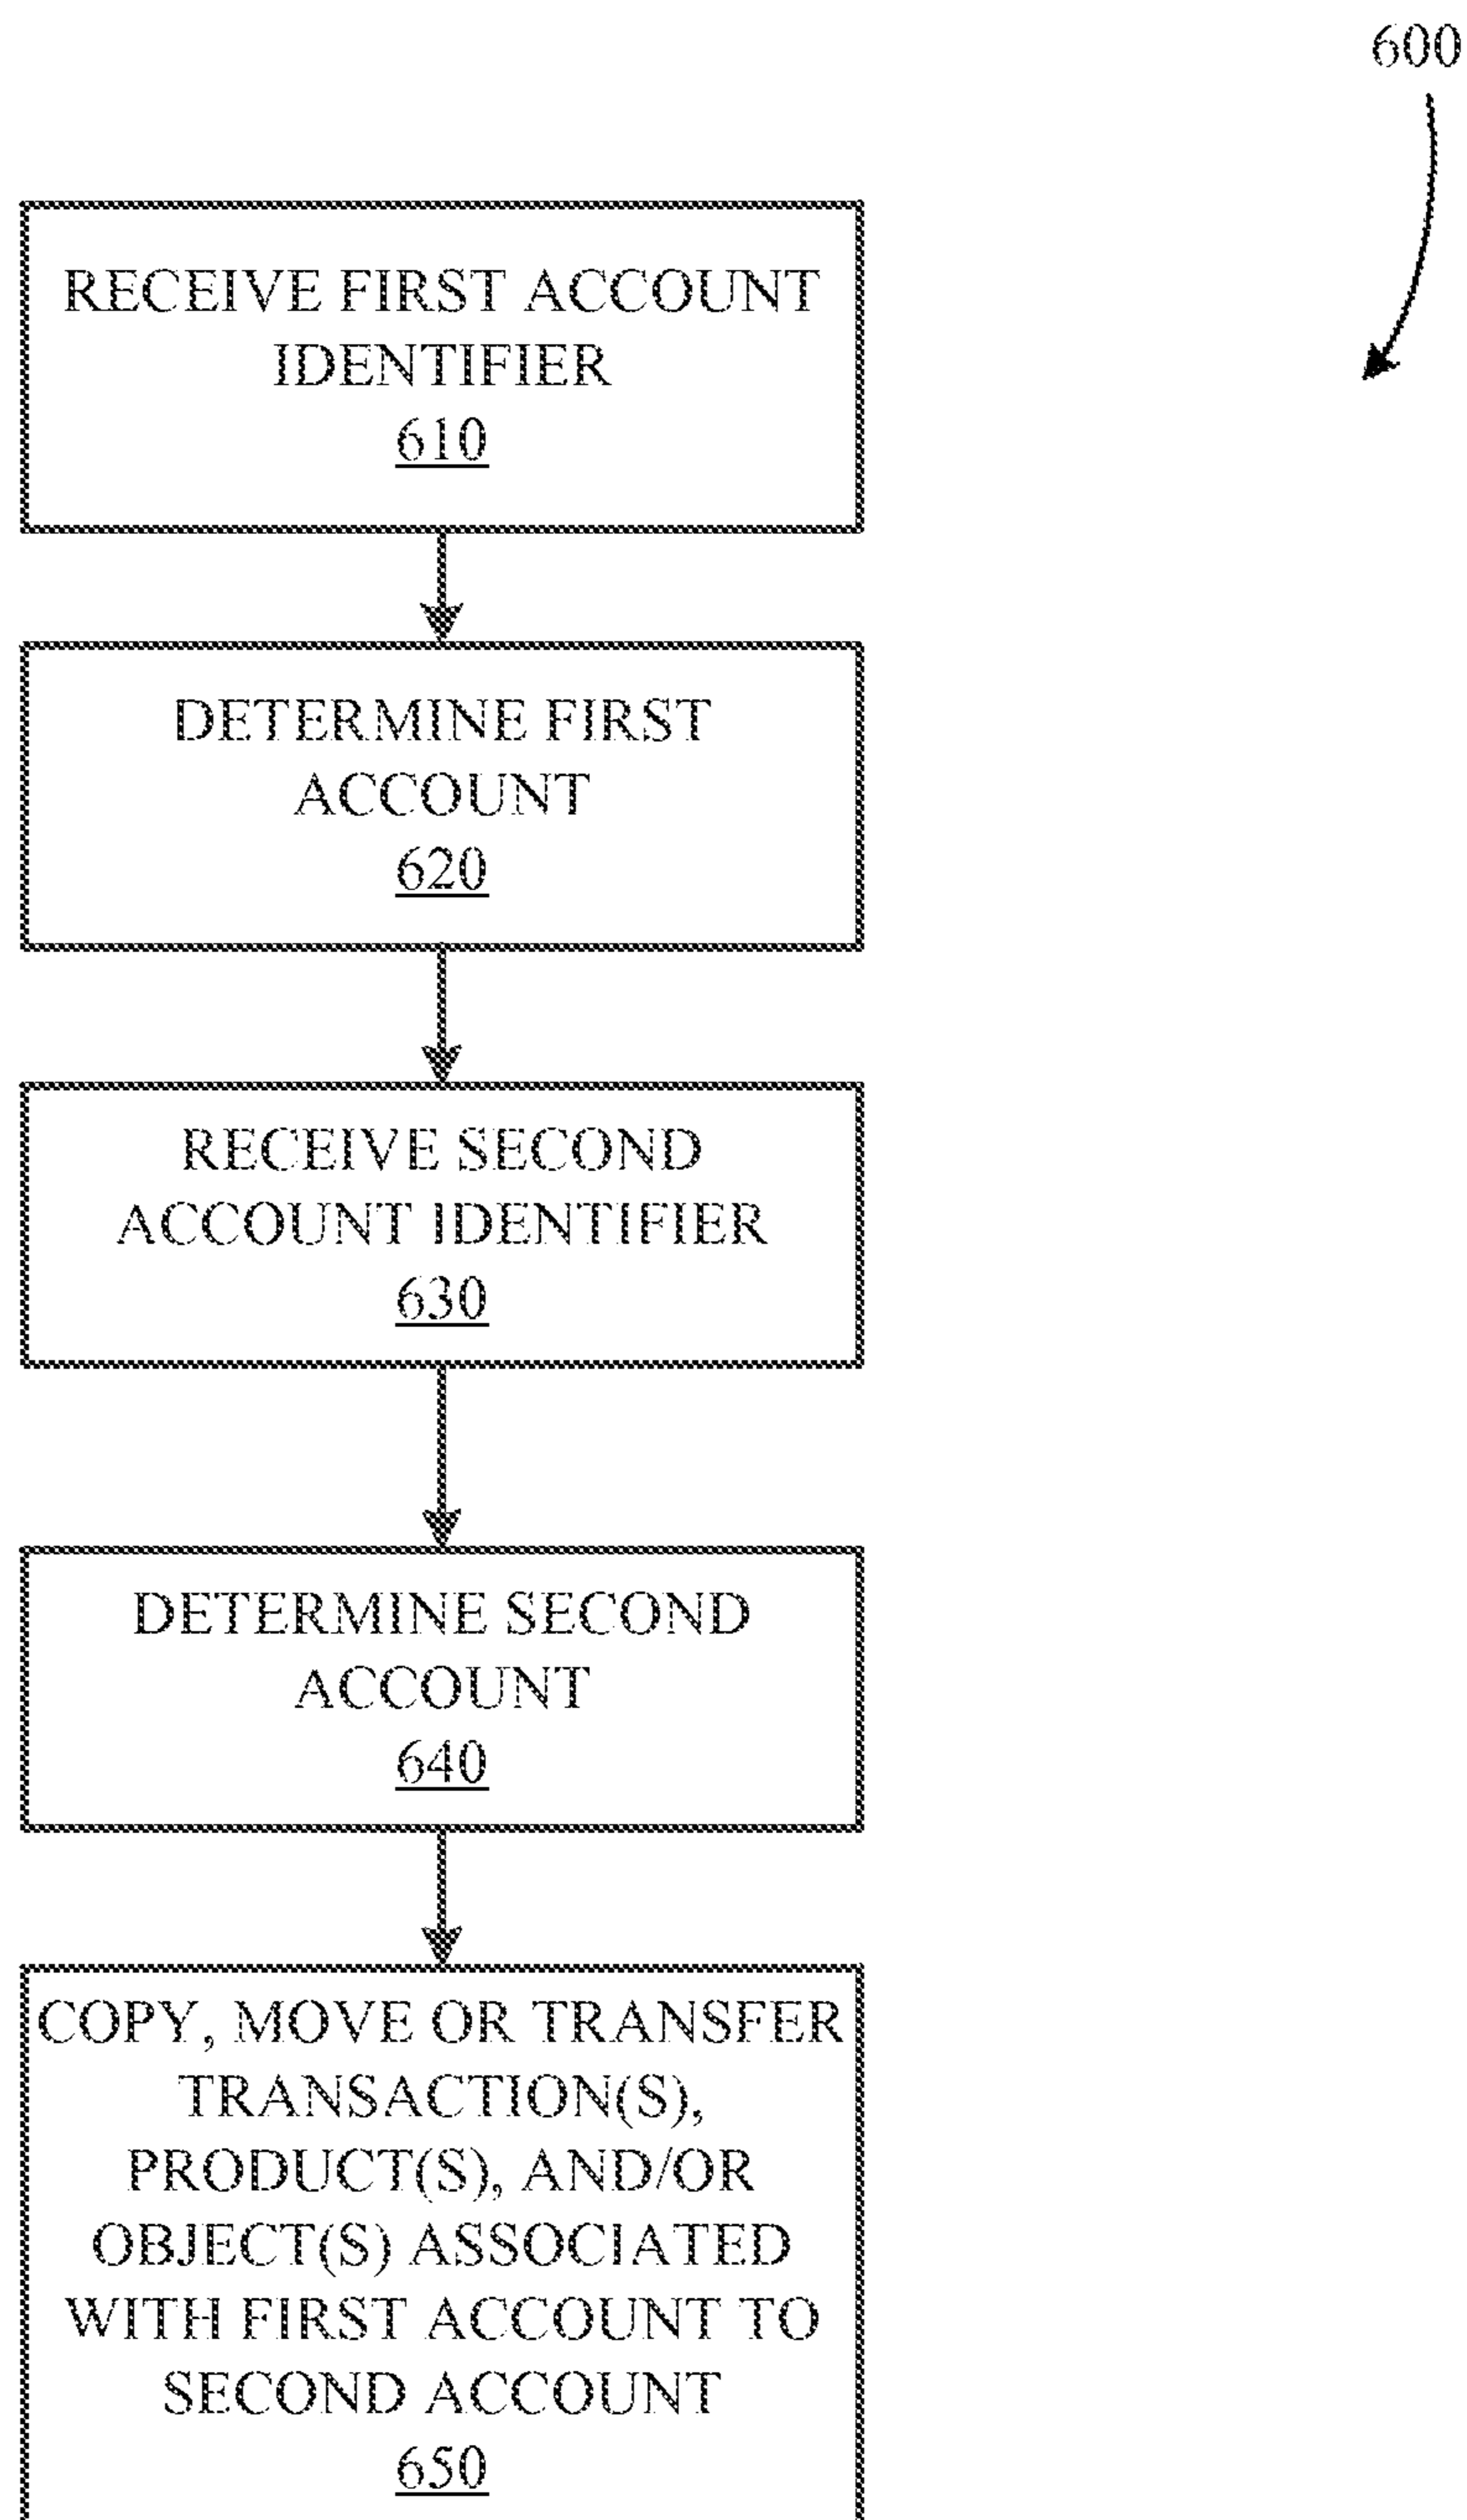 600
RECEIVE FIRST ACCOUNT
IDENTIFIER
610
DETERMINE FIRST
ACCOUNT
620
RECEIVE SECOND
ACCOUNT IDENTIFIER
630
DETERMINE SECOND
ACCOUNT
640
COPY, MOVE OR TRANSFER
TRANSACTION(S),
PRODUCT(S), AND/OR
OBJECT(S) ASSOCIATED
WITH FIRST ACCOUNT TO
SECOND ACCOUNT
650